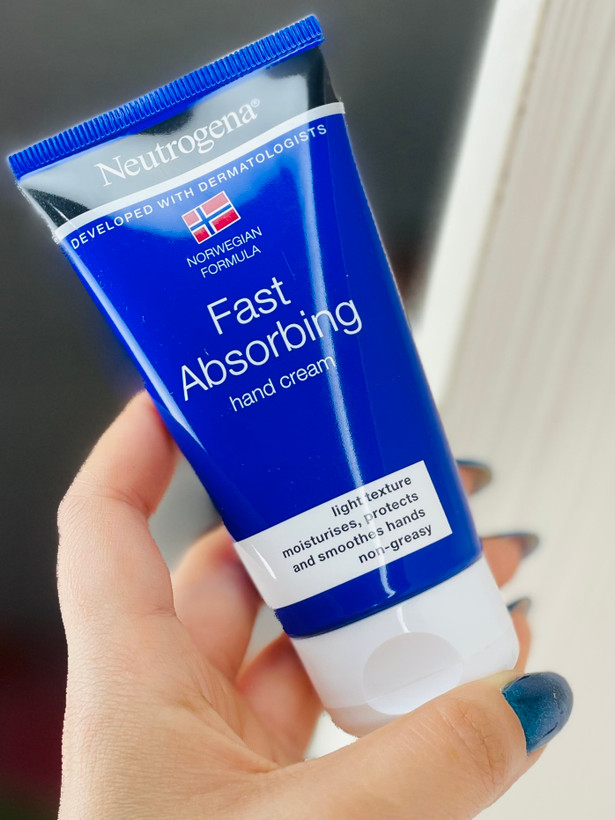 Neutrogena®
DEVELOPED WITH DERMATOLOGISTS
NORWEGIAN
FORMULA
Fast
Absorbing
hand cream
light texture
moisturises, protects
and smoothes hands
non-greasy